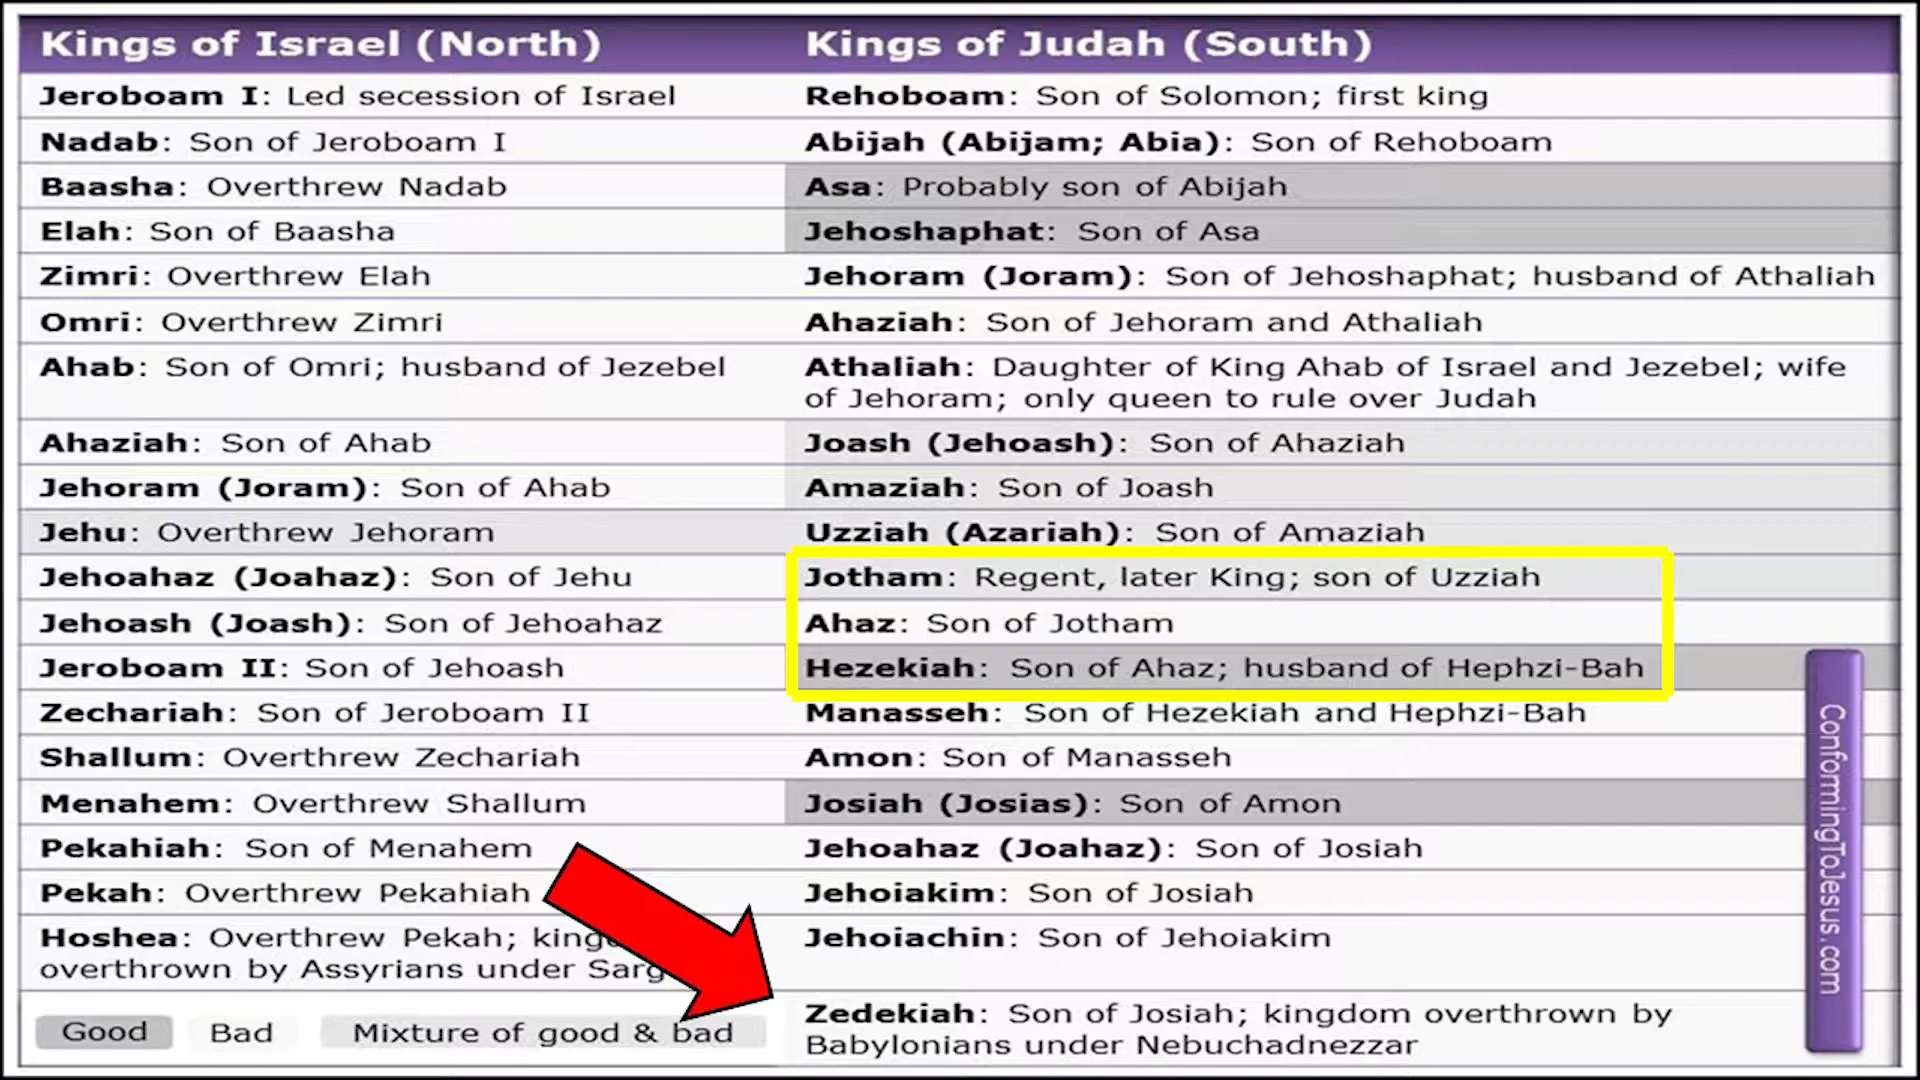 Kings of Israel (North)
Kings of Judah (South)
Jeroboam I: Led secession of Israel
Rehoboam: Son of Solomon; first king
Nadab: Son of Jeroboam I
Abijah (Abijam; Abia): Son of Rehoboam
Baasha: Overthrew Nadab
Asa: Probably son of Abijah
Elah: Son of Baasha
Jehoshaphat: Son of Asa
Zimri: Overthrew Elah
Jehoram (Joram): Son of Jehoshaphat; husband of Athaliah
Omri: Overthrew Zimri
Ahaziah: Son of Jehoram and Athaliah
Ahab: Son of Omri; husband of Jezebel
Athaliah: Daughter of King Ahab of Israel and Jezebel; wife
of Jehoram; only queen to rule over Judah
Ahaziah: Son of Ahab
Joash (Jehoash): Son of Ahaziah
Jehoram (Joram): Son of Ahab
Amaziah: Son of Joash
Jehu: Overthrew Jehoram
Uzziah (Azariah): Son of Amaziah
Jehoahaz (Joahaz): Son of Jehu
Jotham: Regent, later King; son of Uzziah
Jehoash (Joash): Son of Jehoahaz
Ahaz: Son of Jotham
Jeroboam II: Son of Jehoash
Hezekiah: Son of Ahaz; husband of Hephzi-Bah
Zechariah: Son of Jeroboam II
Manasseh: Son of Hezekiah and Hephzi-Bah
Shallum: Overthrew Zechariah
Amon: Son of Manasseh
Menahem: Overthrew Shallum
Josiah (Josias): Son of Amon
Pekahiah: Son of Menahem
Jehoahaz (Joahaz): Son of Josiah
Pekah: Overthrew Pekahiah
Jehoiakim: Son of Josiah
Hoshea: Overthrew Pekah;
overthrown by Assyrians under
Jehoiachin: Son of Jehoiakim
Zedekiah: Son of Josiah; kingdom overthrown by
Babylonians under Nebuchadnezzar
Good
Bad
Mixture of good & bad
ConformingToJesus.com